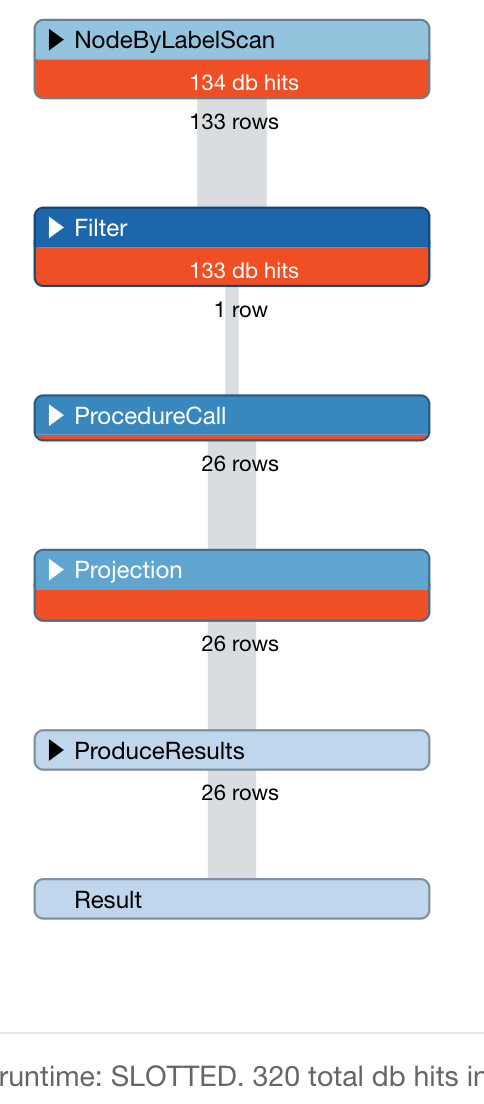 NodeByLabelScan
134 db hits
133 rows
Filter
133 db hits
1 row
ProcedureCall
26 rows
Projection
26 rows
ProduceResults
26 rows
Result
runtime: SLOTTED. 320 total db hits in